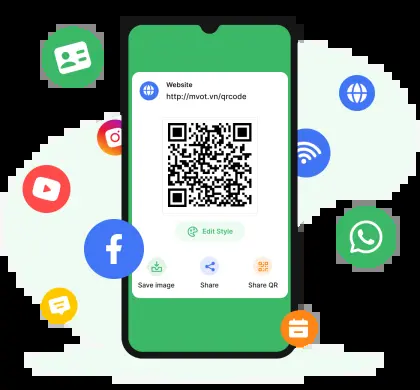 Website
http://mvot.vn/qrcode
Edit Style
Save image
Share
Share QR